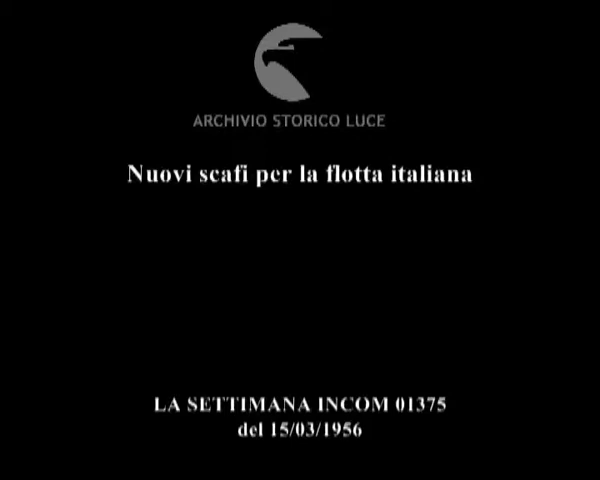 ARCHIVIO STORICO LUCE
Nuovi scafi per la flotta italiana
LA SETTIMANA INCOM 01375
del 15/03/1956